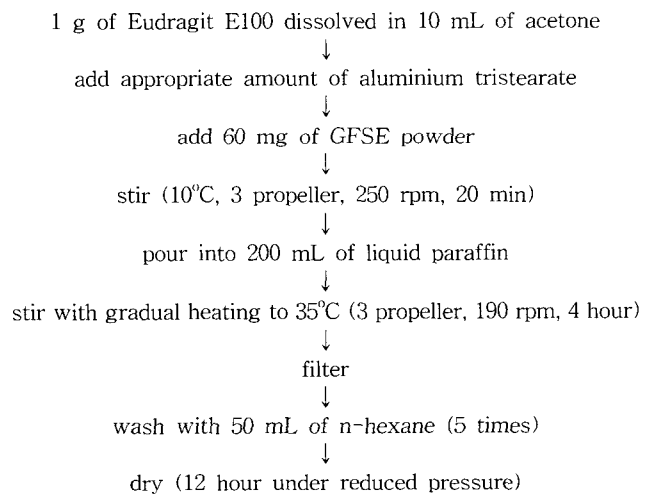 1 g of Eudragit E100 dissolved in 10 mL of acetone
↓
add appropriate amount of aluminium tristearate
↓
add 60 mg of GFSE powder
↓
stir (10°C, 3 propeller, 250 rpm, 20 min)
↓
pour into 200 mL of liquid paraffin
↓
stir with gradual heating to 35°C (3 propeller, 190 rpm, 4 hour)
↓
filter
↓
wash with 50 mL of n-hexane (5 times)
↓
dry (12 hour under reduced pressure)